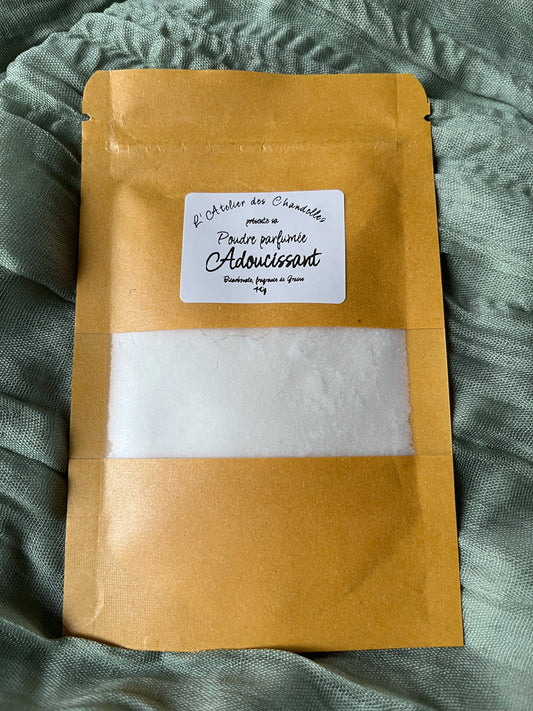 L'Atelier des Chandelles
présente sa
Poudre parfumée
Adoucissant
Bicarbonate, fragrance de Grasse